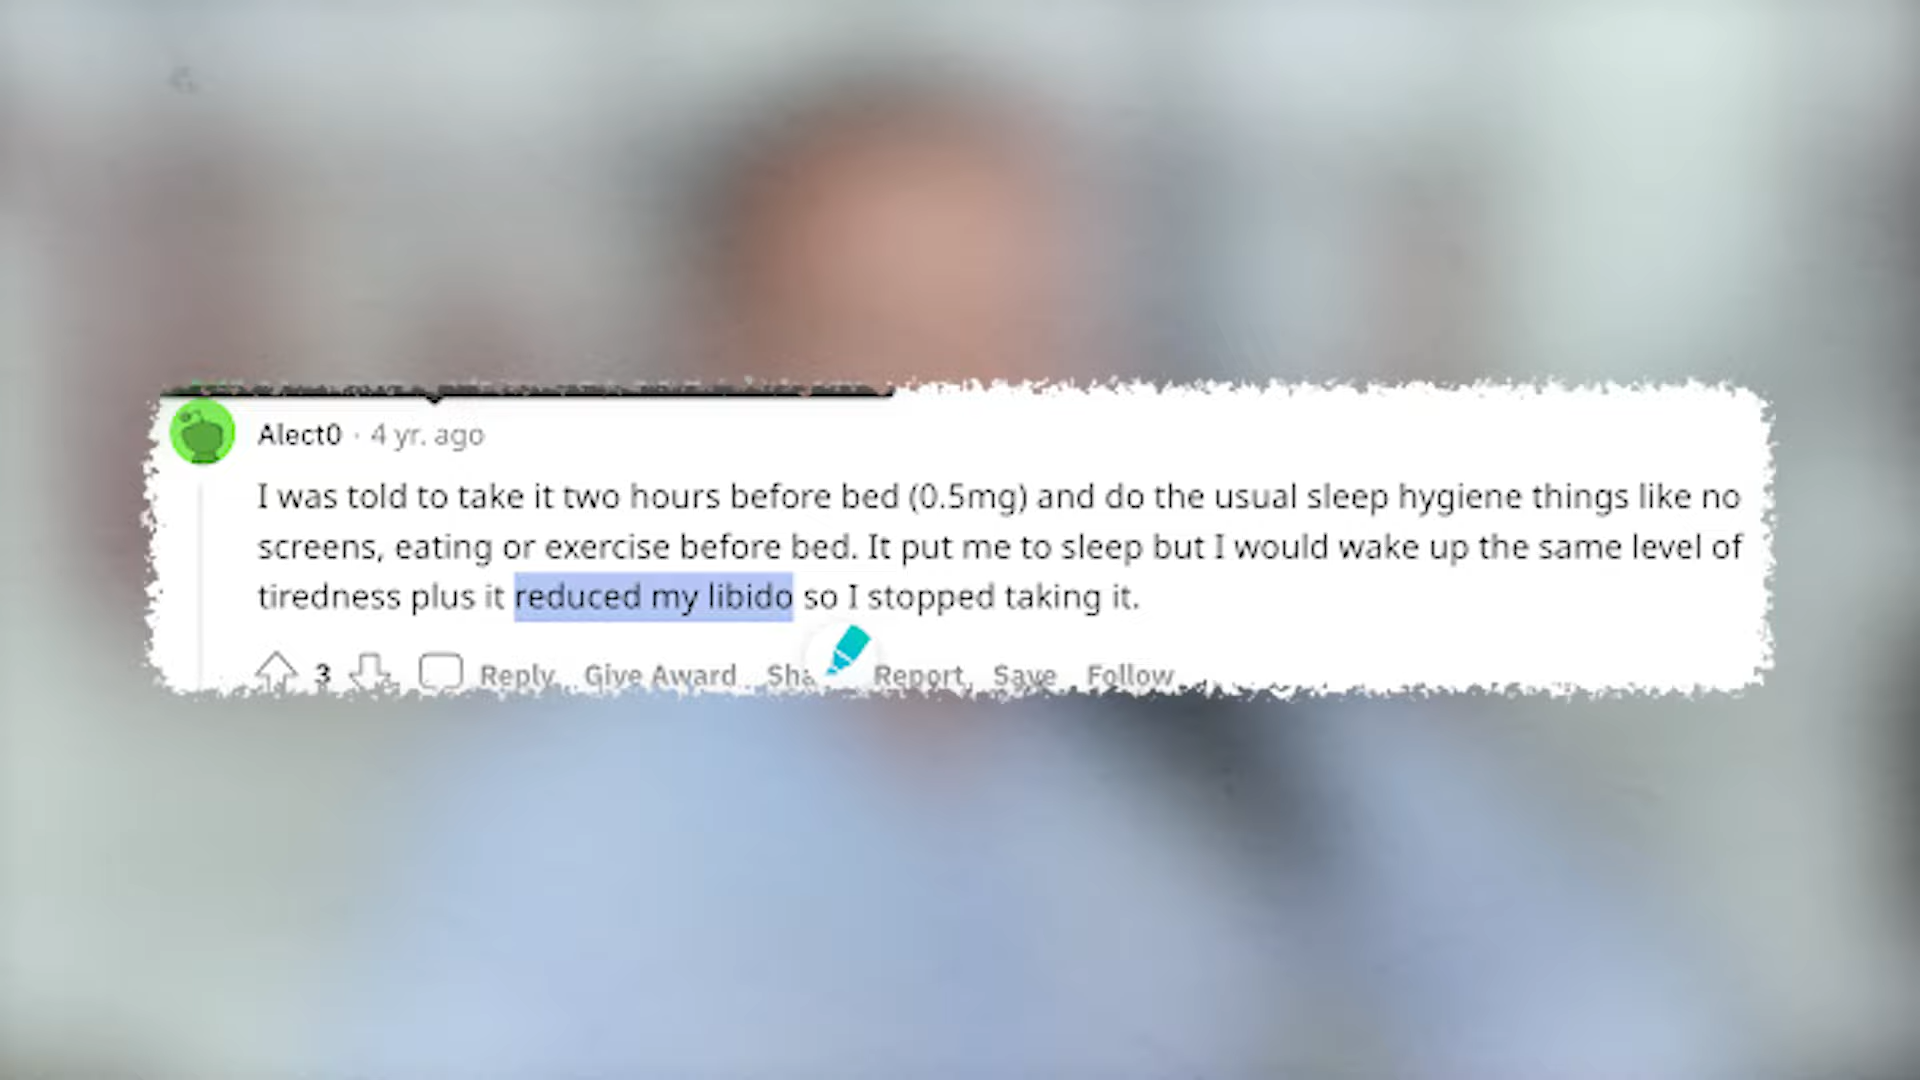 Alect0 · 4 yr. ago
I was told to take it two hours before bed (0.5mg) and do the usual sleep hygiene things like no
screens, eating or exercise before bed. It put me to sleep but I would wake up the same level of
tiredness plus it reduced my libido so I stopped taking it.
3 Reply Give Award Sha Report Save Follow